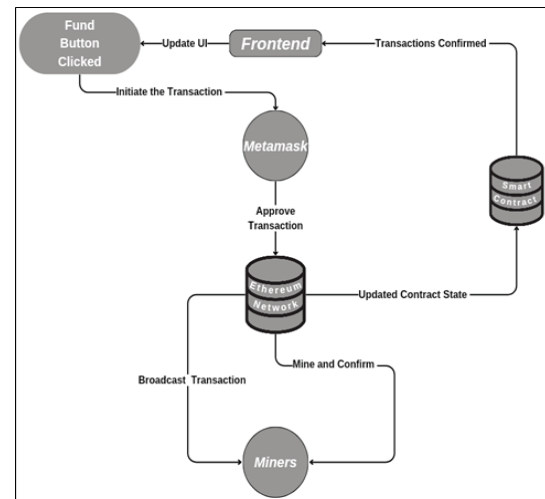 Fund
Button
Clicked
Update UI
Frontend
Transactions Confirmed
Initiate the Transaction
Metamask
Smart
Contract
Approve
Transaction
Ethereum
Network
Updated Contract State
Mine and Confirm
Broadcast Transaction
Miners